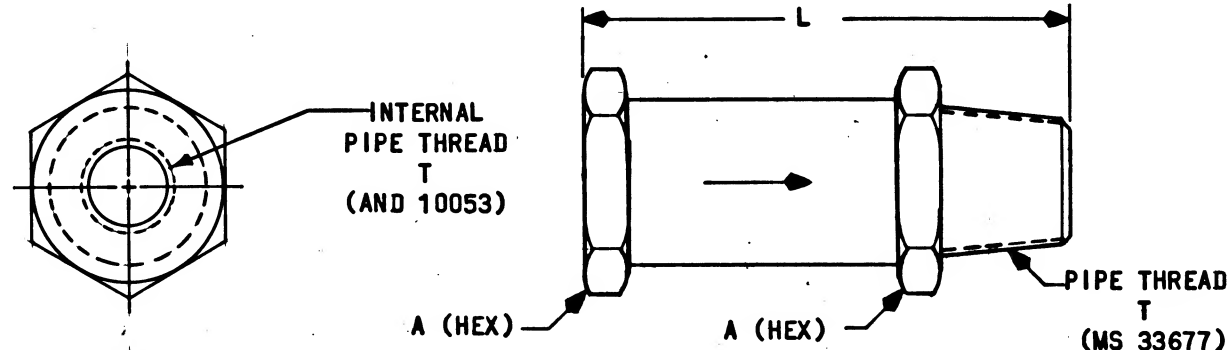 L
INTERNAL
PIPE THREAD
T
(AND 10053)
A (HEX)
A (HEX)
PIPE THREAD
T
(MS 33677)